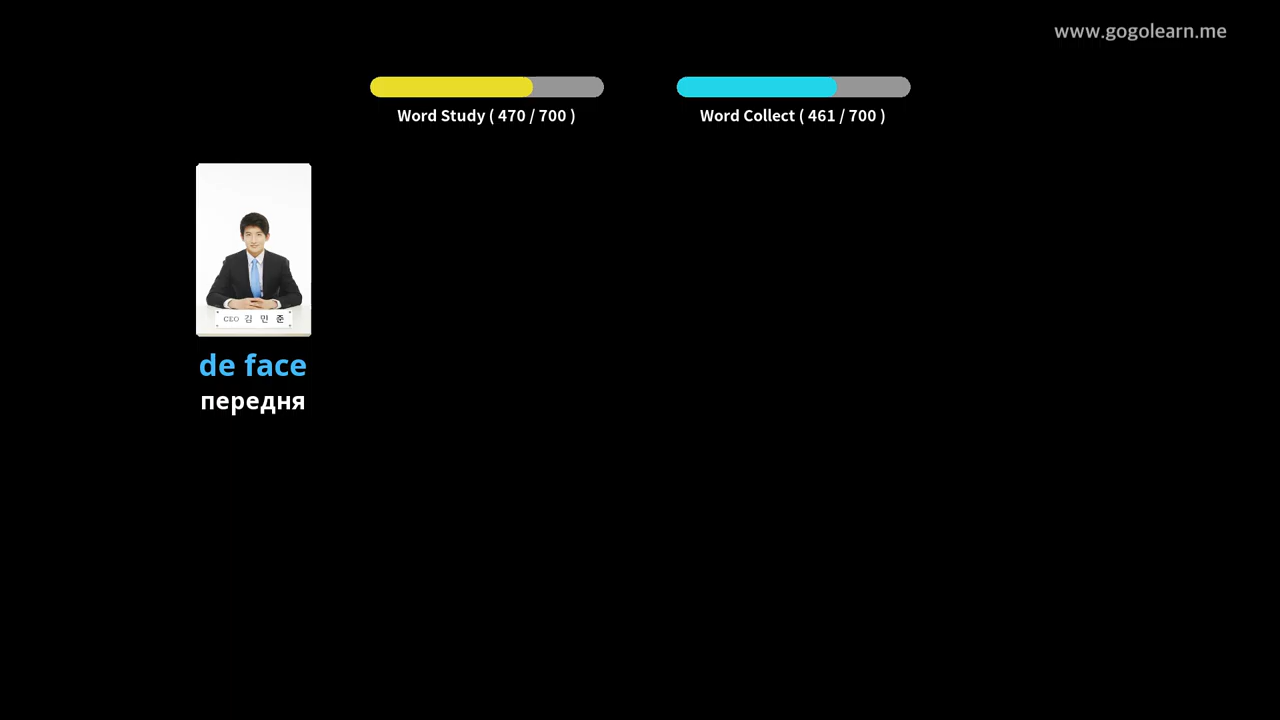 www.gogolearn.me
Word Study ( 470 / 700 )
Word Collect ( 461 / 700 )
CEO 김 민 준
de face
передня